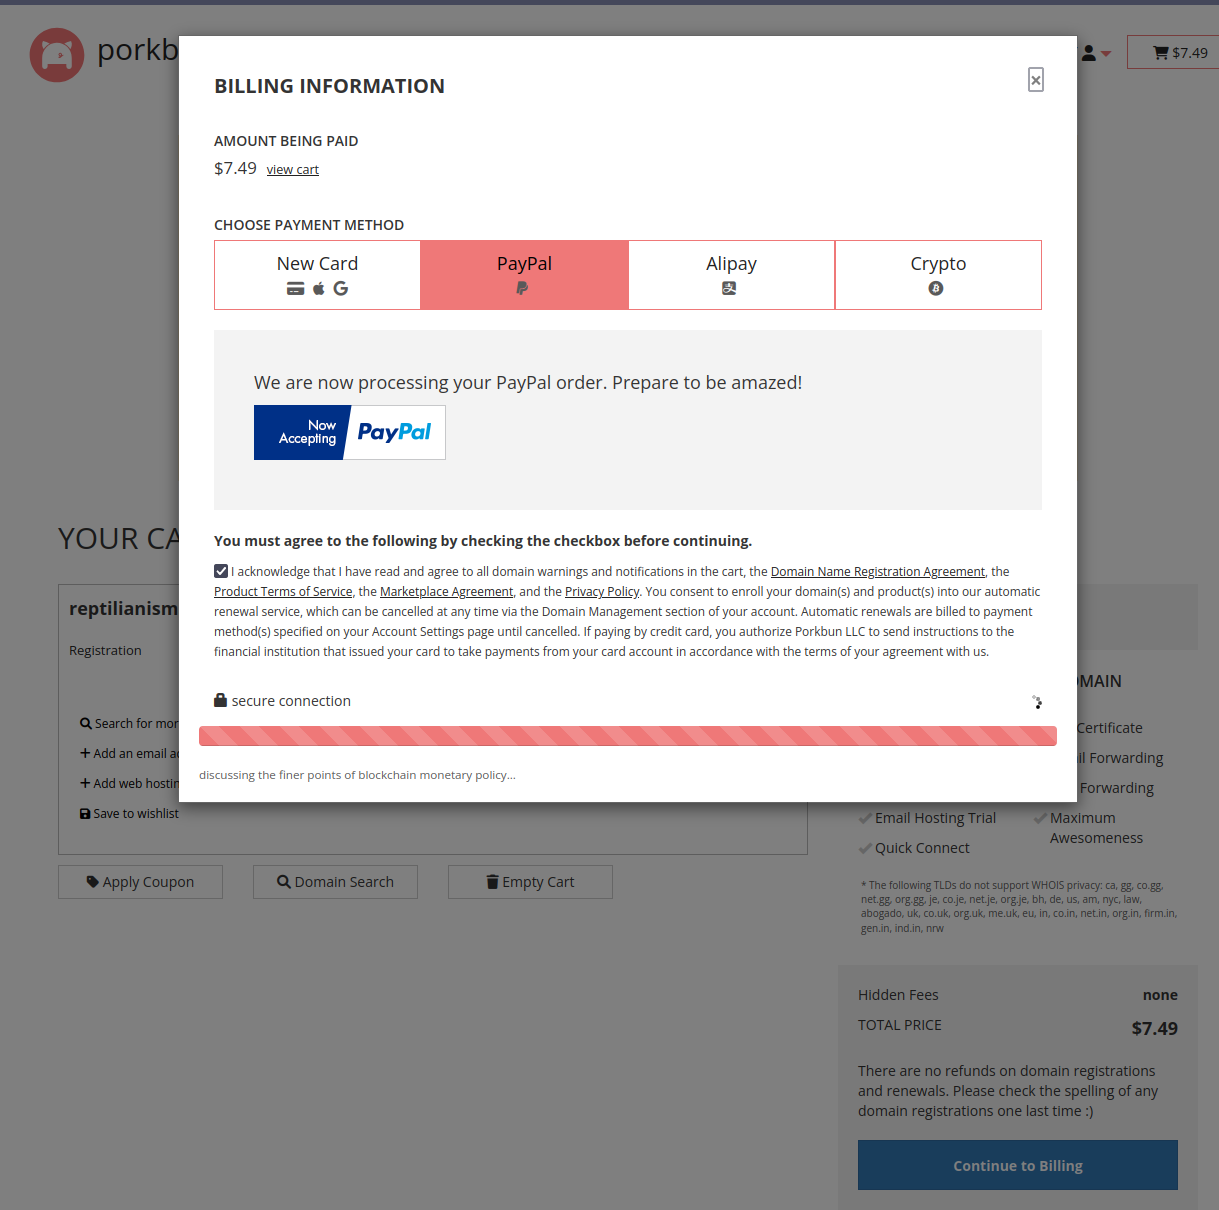 porkb
$7.49
BILLING INFORMATION
AMOUNT BEING PAID
$7.49 view cart
CHOOSE PAYMENT METHOD
New Card
PayPal
Alipay
Crypto
We are now processing your PayPal order. Prepare to be amazed!
Now
Accepting
PayPal
You must agree to the following by checking the checkbox before continuing.
I acknowledge that I have read and agree to all domain warnings and notifications in the cart, the Domain Name Registration Agreement, the
Product Terms of Service, the Marketplace Agreement, and the Privacy Policy. You consent to enroll your domain(s) and product(s) into our automatic
renewal service, which can be cancelled at any time via the Domain Management section of your account. Automatic renewals are billed to payment
method(s) specified on your Account Settings page until cancelled. If paying by credit card, you authorize Porkbun LLC to send instructions to the
financial institution that issued your card to take payments from your card account in accordance with the terms of your agreement with us.
secure connection
discussing the finer points of blockchain monetary policy...
YOUR CA
reptilianism
Registration
Search for mor
Add an email ad
Add web hostin
Save to wishlist
Apply Coupon
Domain Search
Empty Cart
MAIN
Certificate
il Forwarding
Forwarding
Email Hosting Trial
Maximum
Awesomeness
Quick Connect
* The following TLDs do not support WHOIS privacy: ca, gg, co.gg,
net.gg, org.gg, je, co.je, net.je, org.je, bh, de, us, am, nyc, law,
abogado, uk, co.uk, org.uk, me.uk, eu, in, co.in, net.in, org.in, firm.in,
gen.in, ind.in, nrw
Hidden Fees none
TOTAL PRICE $7.49
There are no refunds on domain registrations
and renewals. Please check the spelling of any
domain registrations one last time :)
Continue to Billing